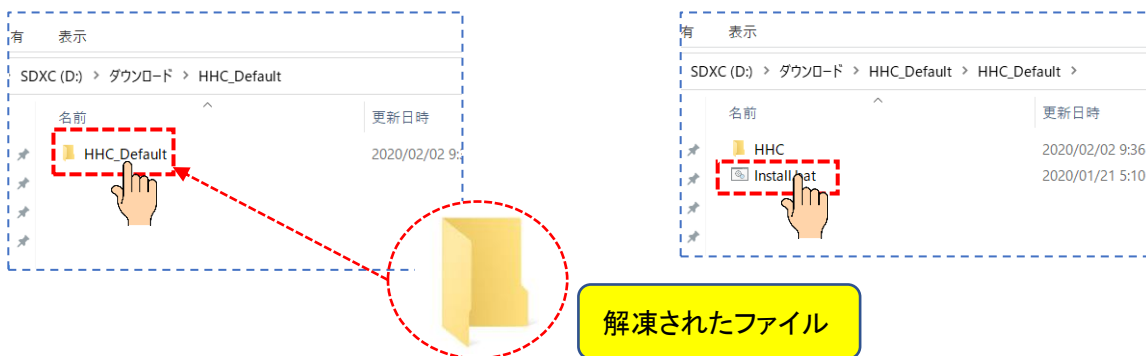 有 表示
SDXC (D:) > ダウンロード > HHC_Default
名前 更新日時
HHC_Default 2020/02/02 9:
有 表示
SDXC (D:) > ダウンロード > HHC_Default > HHC_Default >
名前 更新日時
HHC 2020/02/02 9:36
Install.bat 2020/01/21 5:10
解凍されたファイル